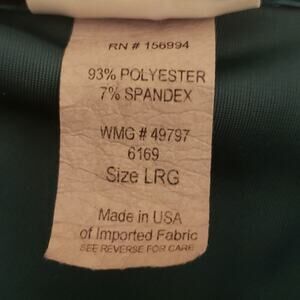 RN # 156994
93% POLYESTER
7% SPANDEX
WMG # 49797
6169
Size LRG
Made in USA
of Imported Fabric
SEE REVERSE FOR CARE